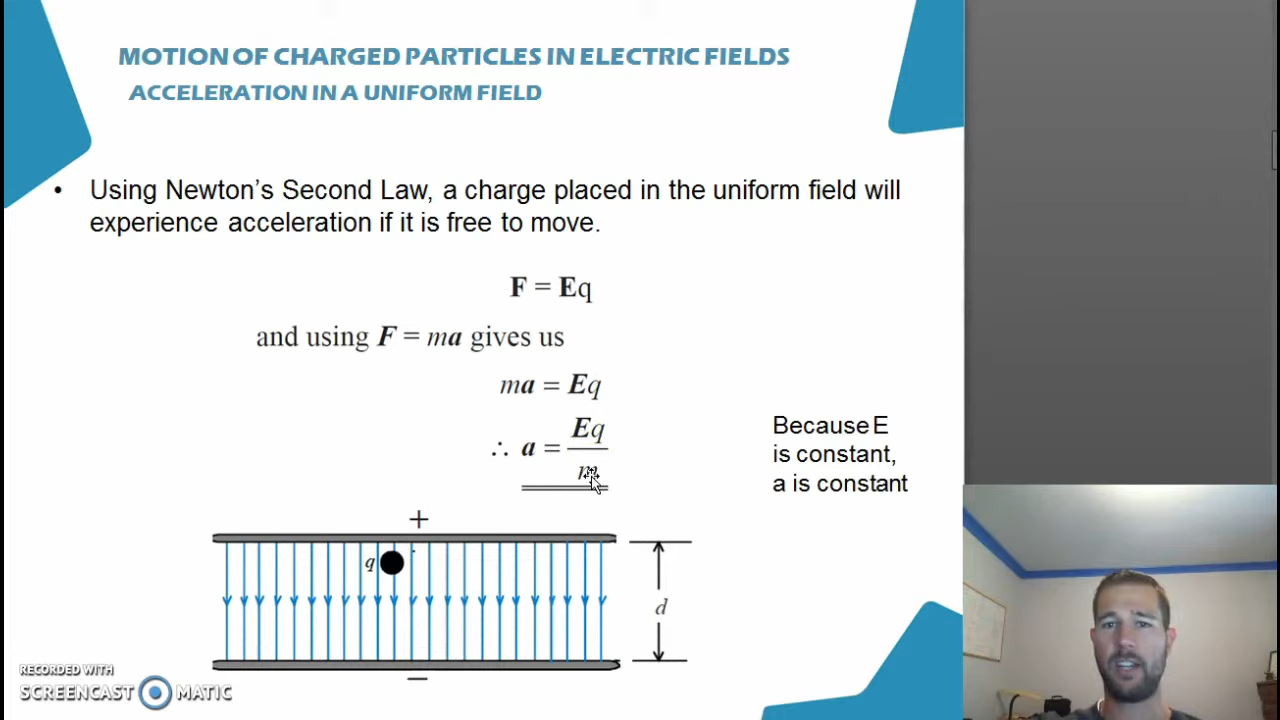 MOTION OF CHARGED PARTICLES IN ELECTRIC FIELDS
ACCELERATION IN A UNIFORM FIELD
• Using Newton's Second Law, a charge placed in the uniform field will
experience acceleration if it is free to move.
F = Eq
and using F = ma gives us
ma = Eq
∴ a = Eq
m
Because E
is constant,
a is constant
+
q
d
−
RECORDED WITH
SCREENCAST MATIC